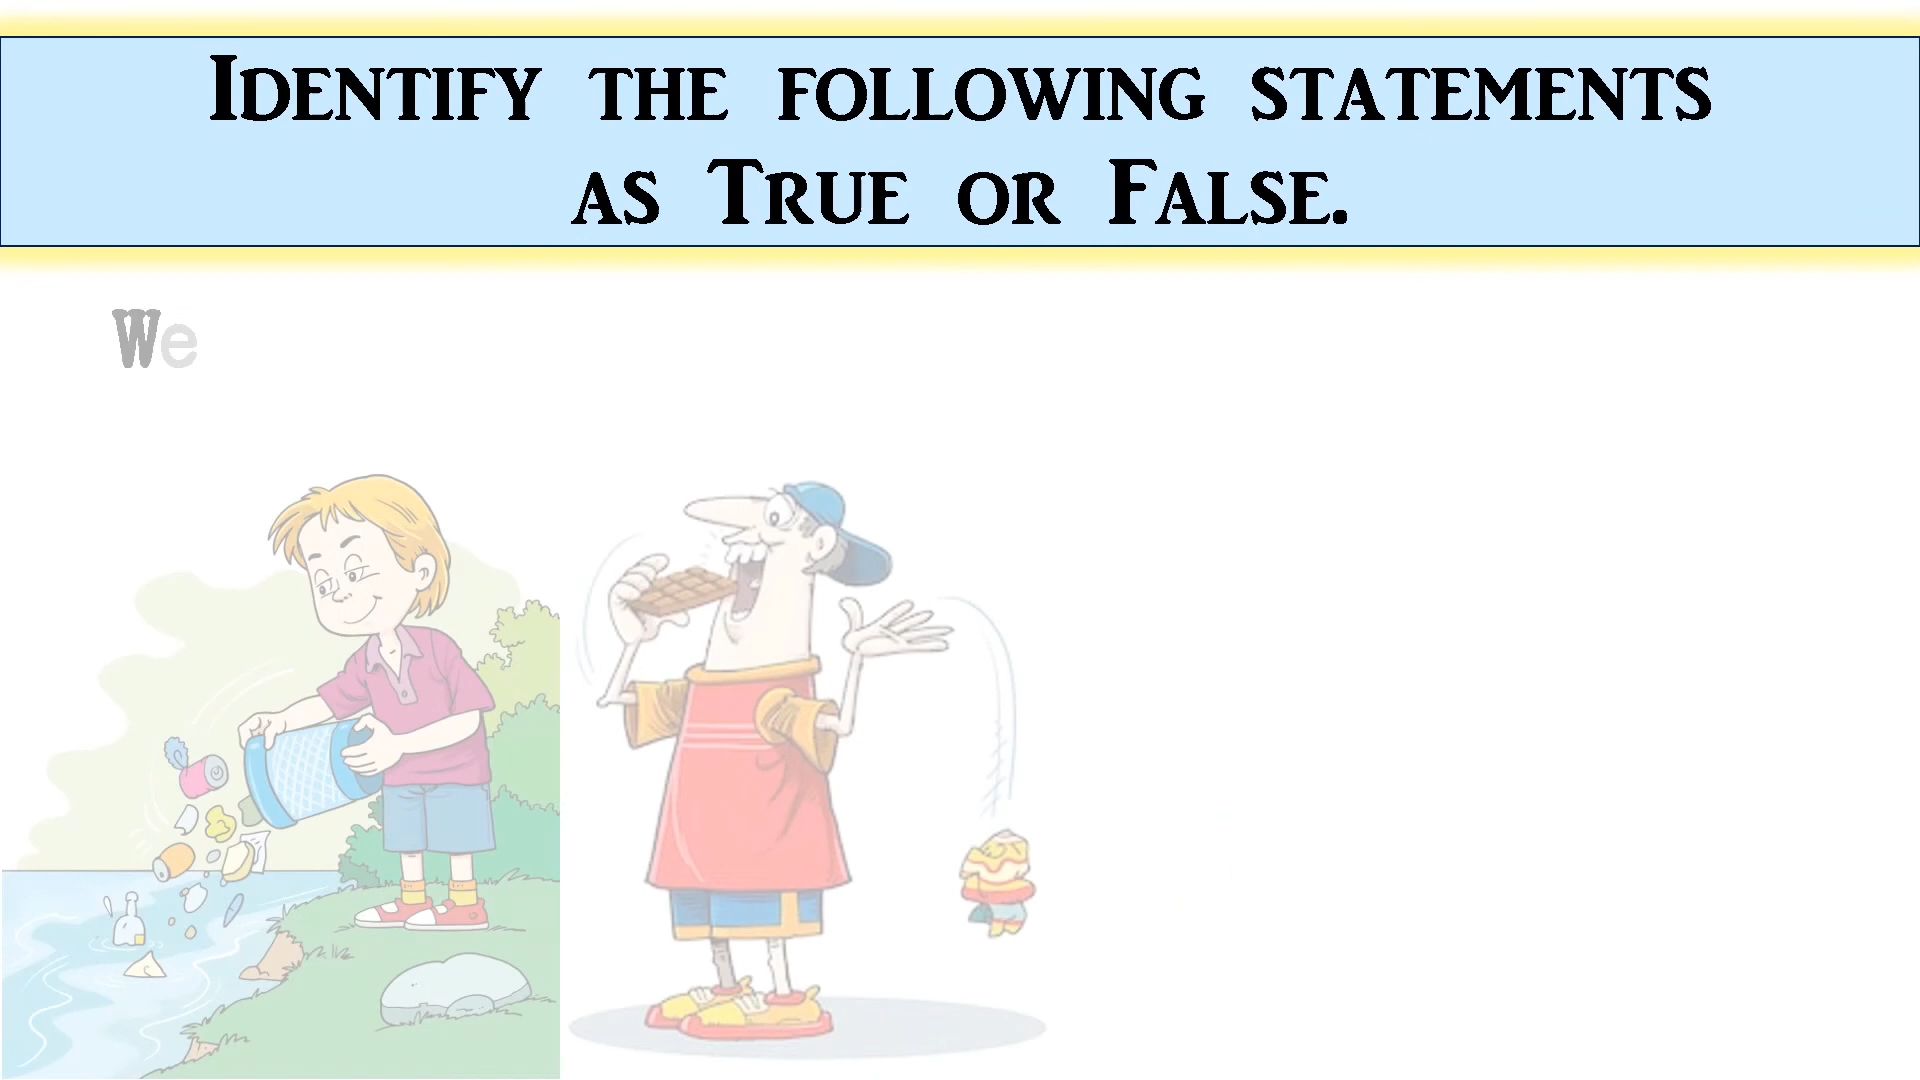 Identify the following statements
as True or False.
We